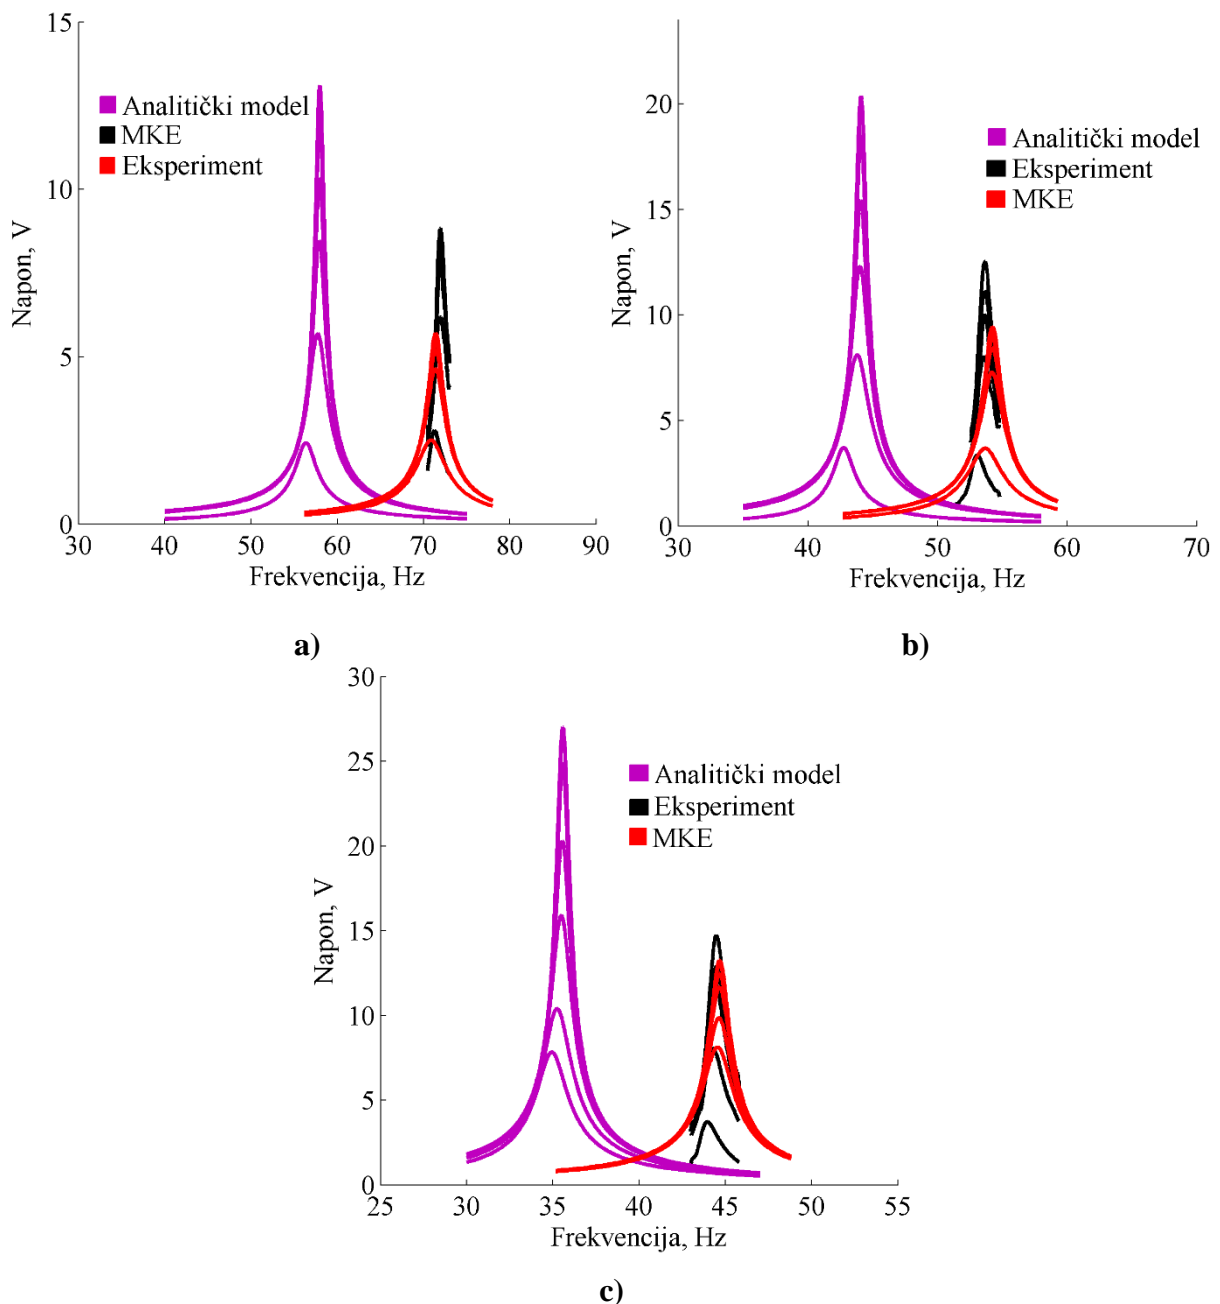 15
10
5
0
30
40
50
60
70
80
90
Napon, V
Frekvencija, Hz
Analitički model
MKE
Eksperiment
a)
20
15
10
5
0
30
40
50
60
70
Napon, V
Frekvencija, Hz
Analitički model
Eksperiment
MKE
b)
30
25
20
15
10
5
0
25
30
35
40
45
50
55
Napon, V
Frekvencija, Hz
Analitički model
Eksperiment
MKE
c)